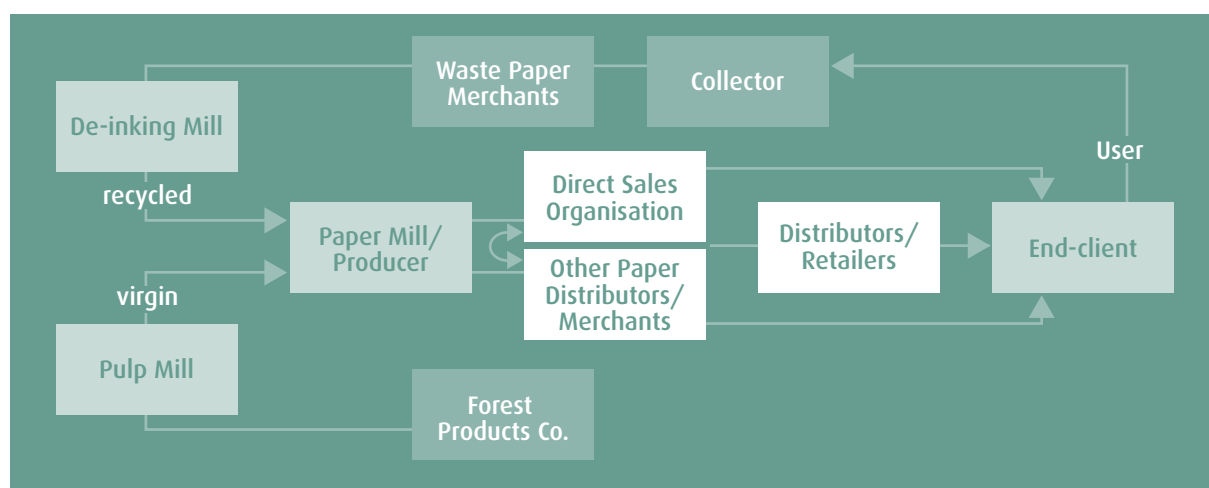 Waste Paper
Merchants
Collector
De-inking Mill
User
recycled
Direct Sales
Organisation
Paper Mill/
Producer
Distributors/
Retailers
End-client
Other Paper
Distributors/
Merchants
virgin
Pulp Mill
Forest
Products Co.